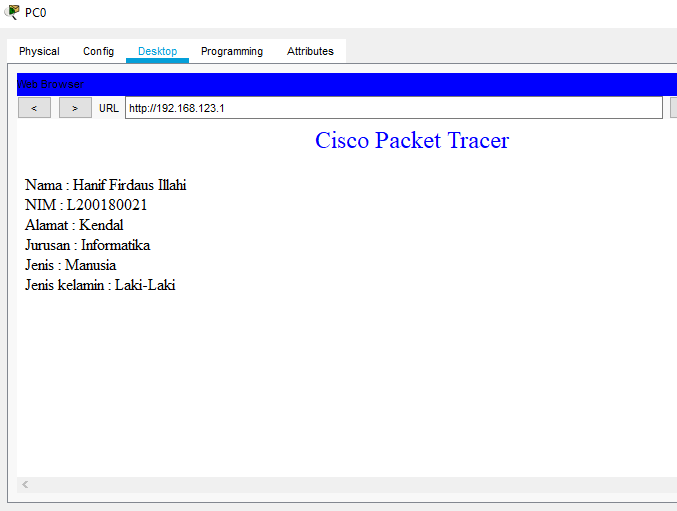 PC0
Physical Config Desktop Programming Attributes
Web Browser
< > URL http://192.168.123.1
Cisco Packet Tracer
Nama : Hanif Firdaus Illahi
NIM : L200180021
Alamat : Kendal
Jurusan : Informatika
Jenis : Manusia
Jenis kelamin : Laki-Laki